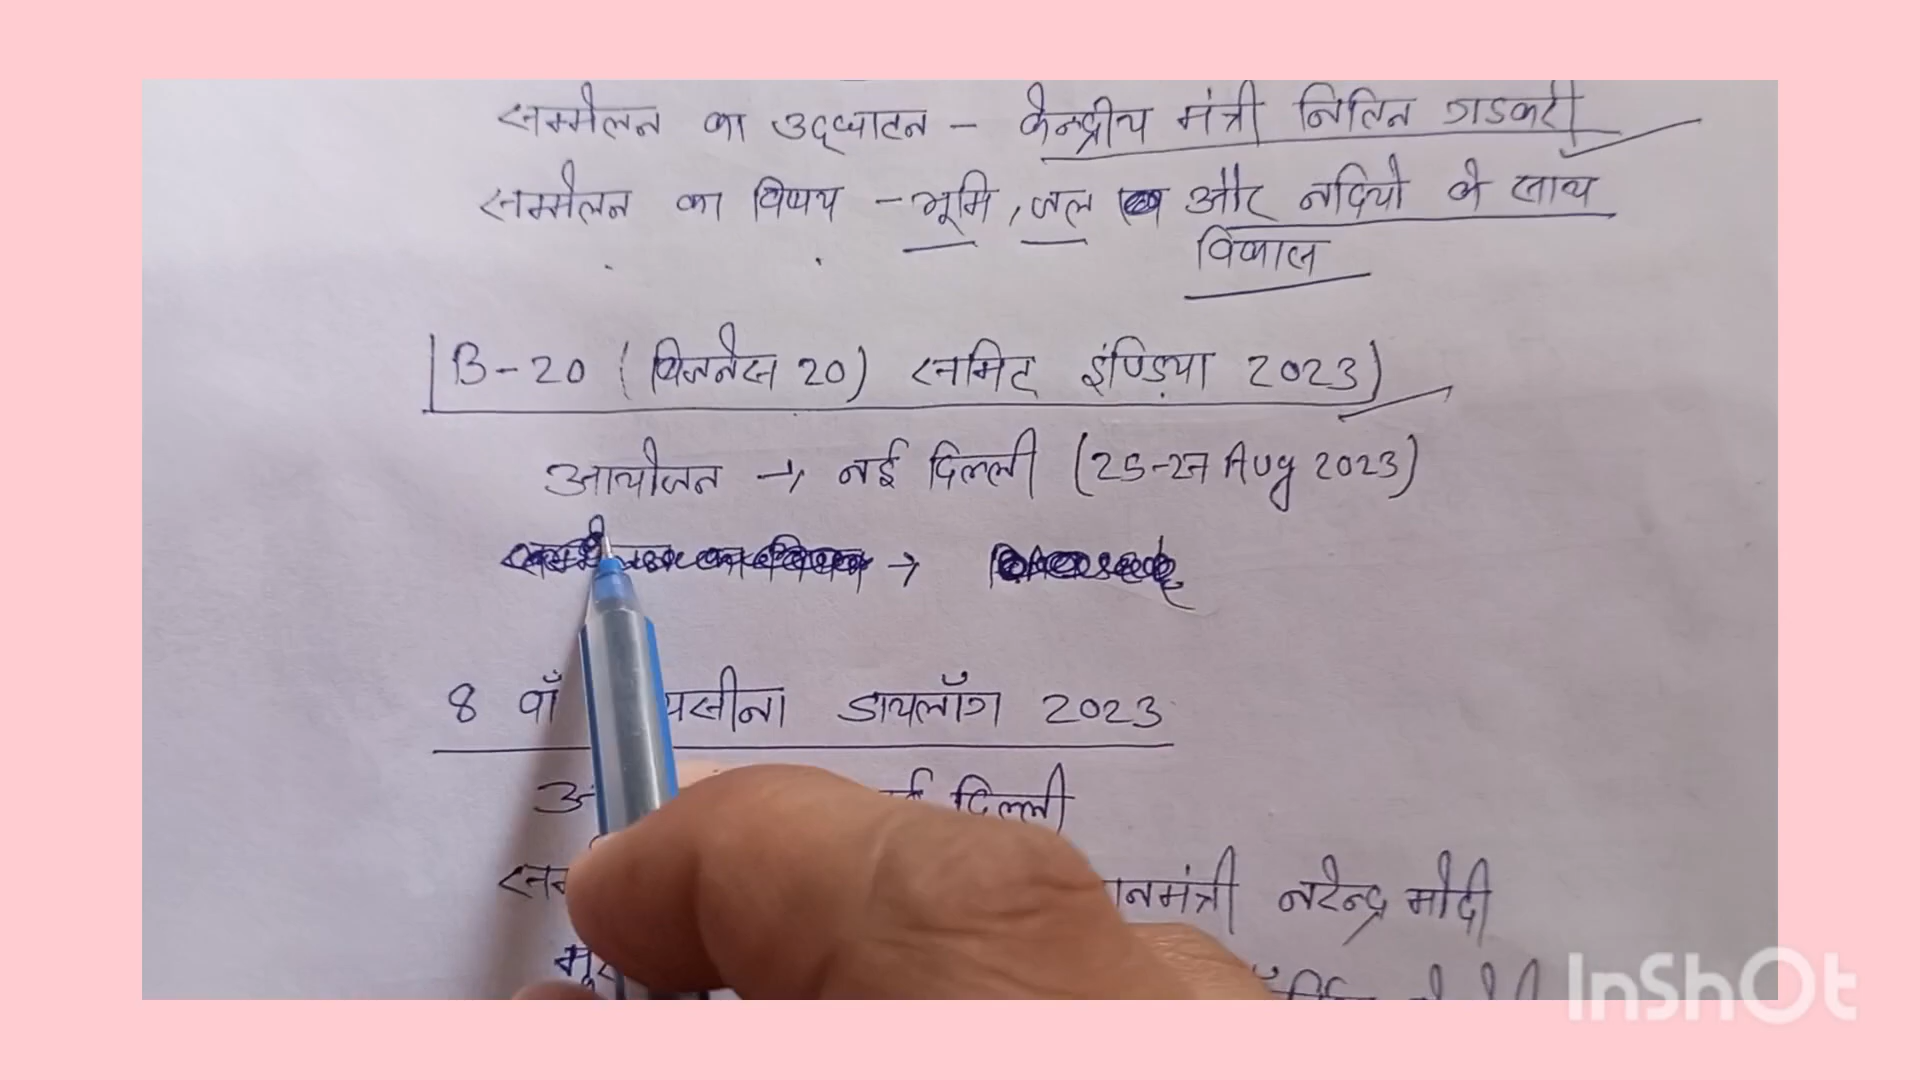 सम्मेलन का उद्घाटन - केन्द्रीय मंत्री नितिन गडकरी
सम्मेलन का विषय - भूमि, जल और नदियों के साथ
विकास
B-20 (बिजनेस 20) समिट इंण्डिया 2023)
आयोजन → नई दिल्ली (25-27 Aug 2023)
→
8 वाँ यसीना डायलॉग 2023
दिल्ली
नमंत्री नरेन्द्र मोदी
InShOt